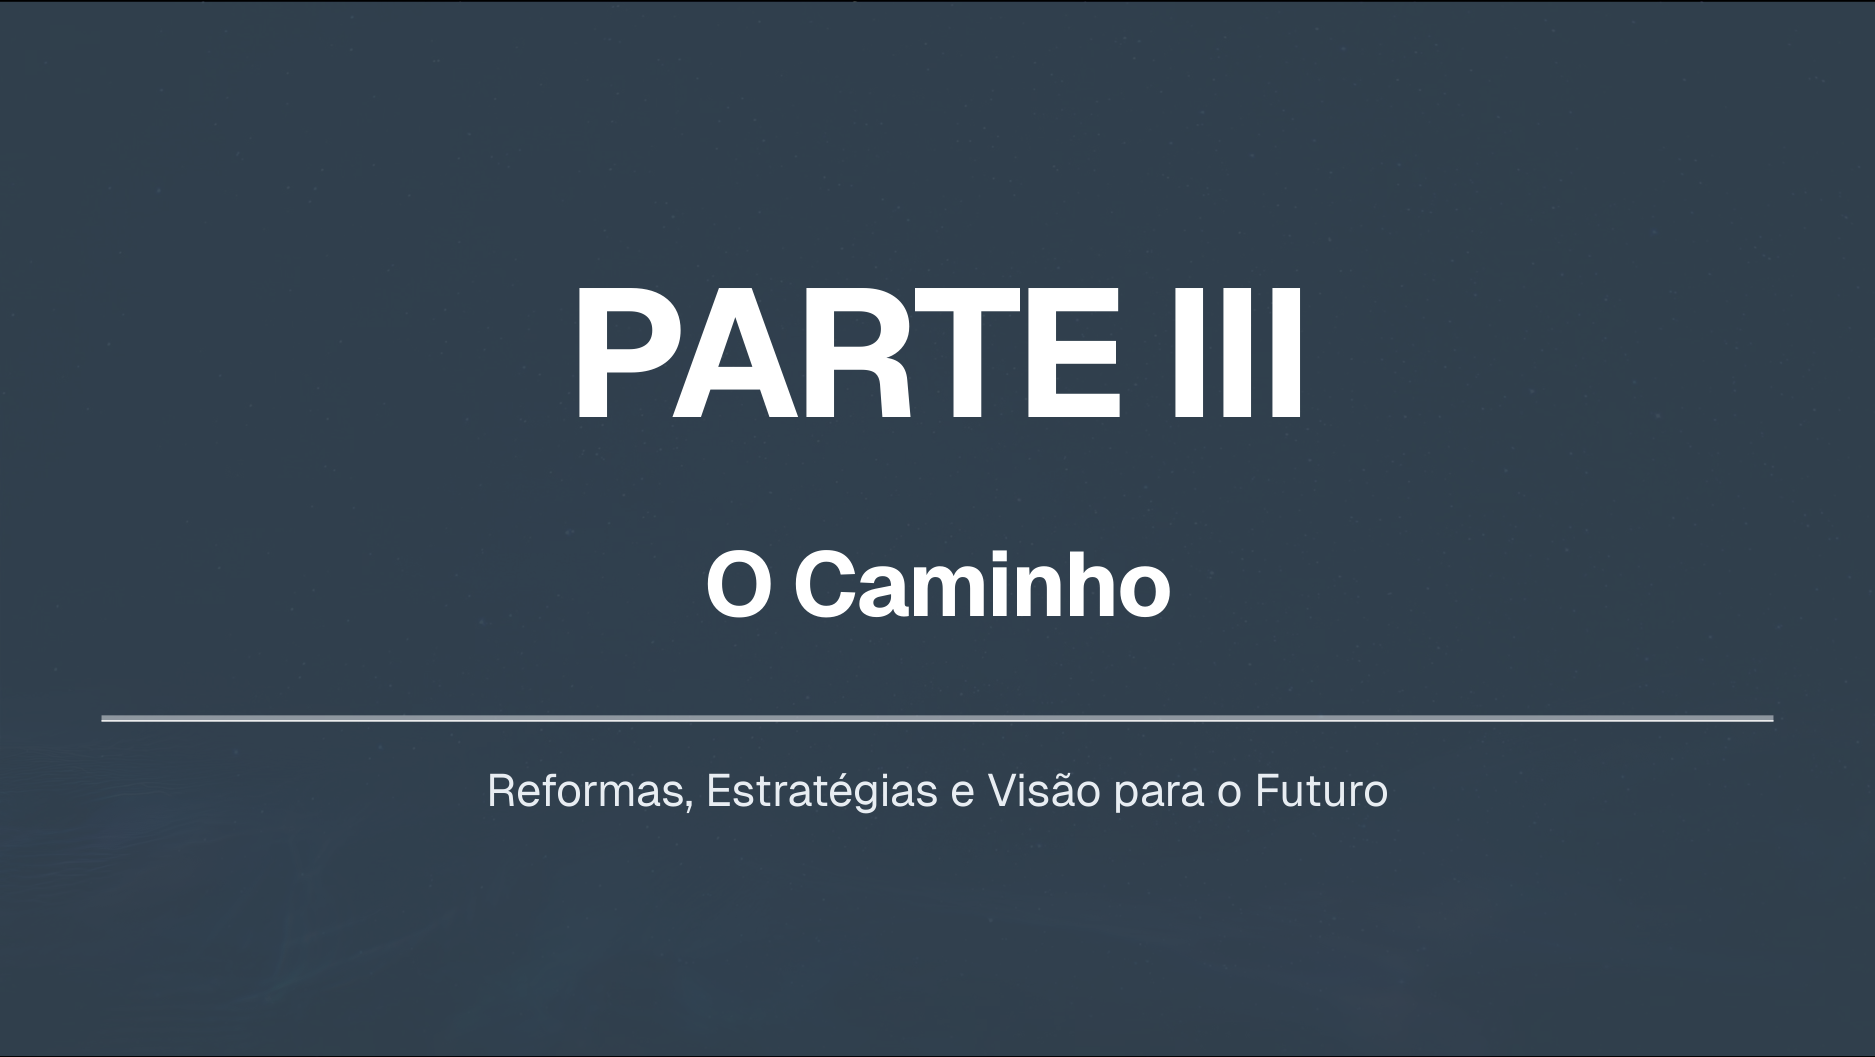 PARTE III
O Caminho
Reformas, Estratégias e Visão para o Futuro